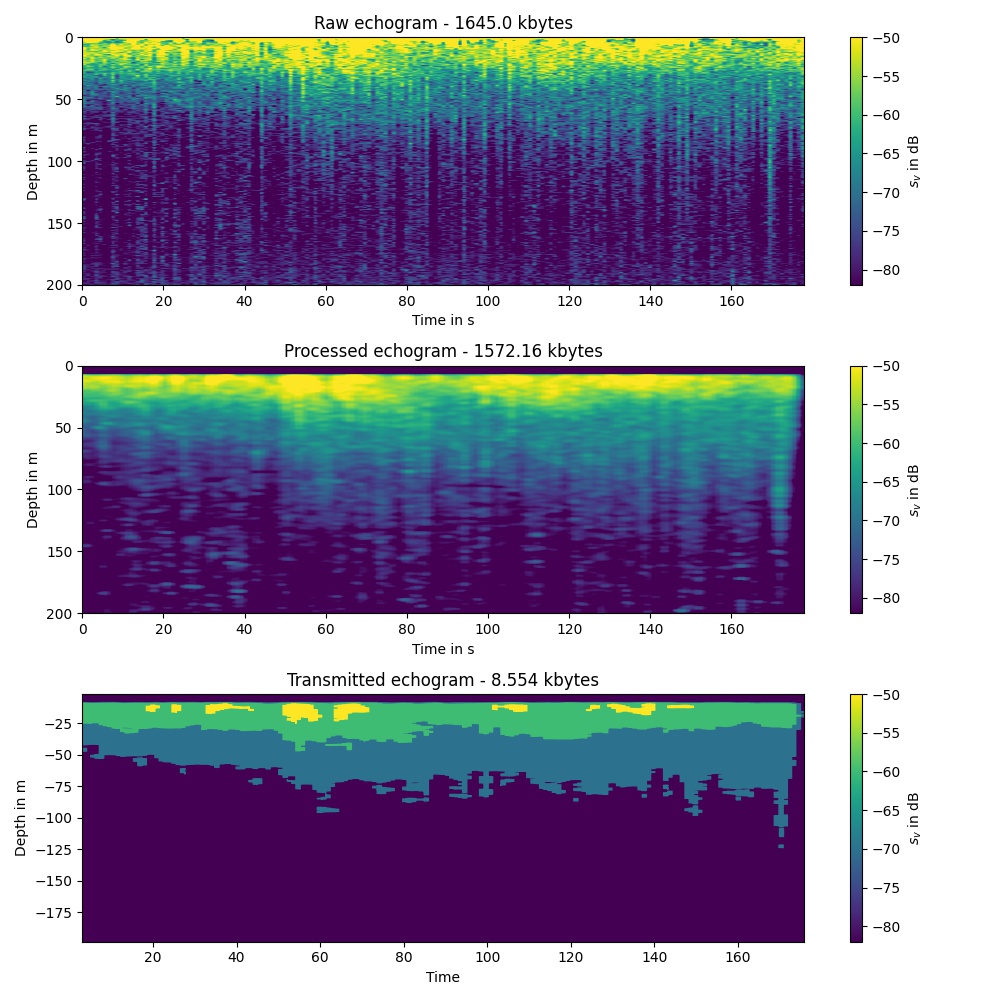 Raw echogram - 1645.0 kbytes
0
50
100
150
200
Depth in m
0 20 40 60 80 100 120 140 160
Time in s
−50
−55
−60
−65
−70
−75
−80
sv in dB
Processed echogram - 1572.16 kbytes
0
50
100
150
200
Depth in m
0 20 40 60 80 100 120 140 160
Time in s
−50
−55
−60
−65
−70
−75
−80
sv in dB
Transmitted echogram - 8.554 kbytes
−25
−50
−75
−100
−125
−150
−175
Depth in m
20 40 60 80 100 120 140 160
Time
−50
−55
−60
−65
−70
−75
−80
sv in dB